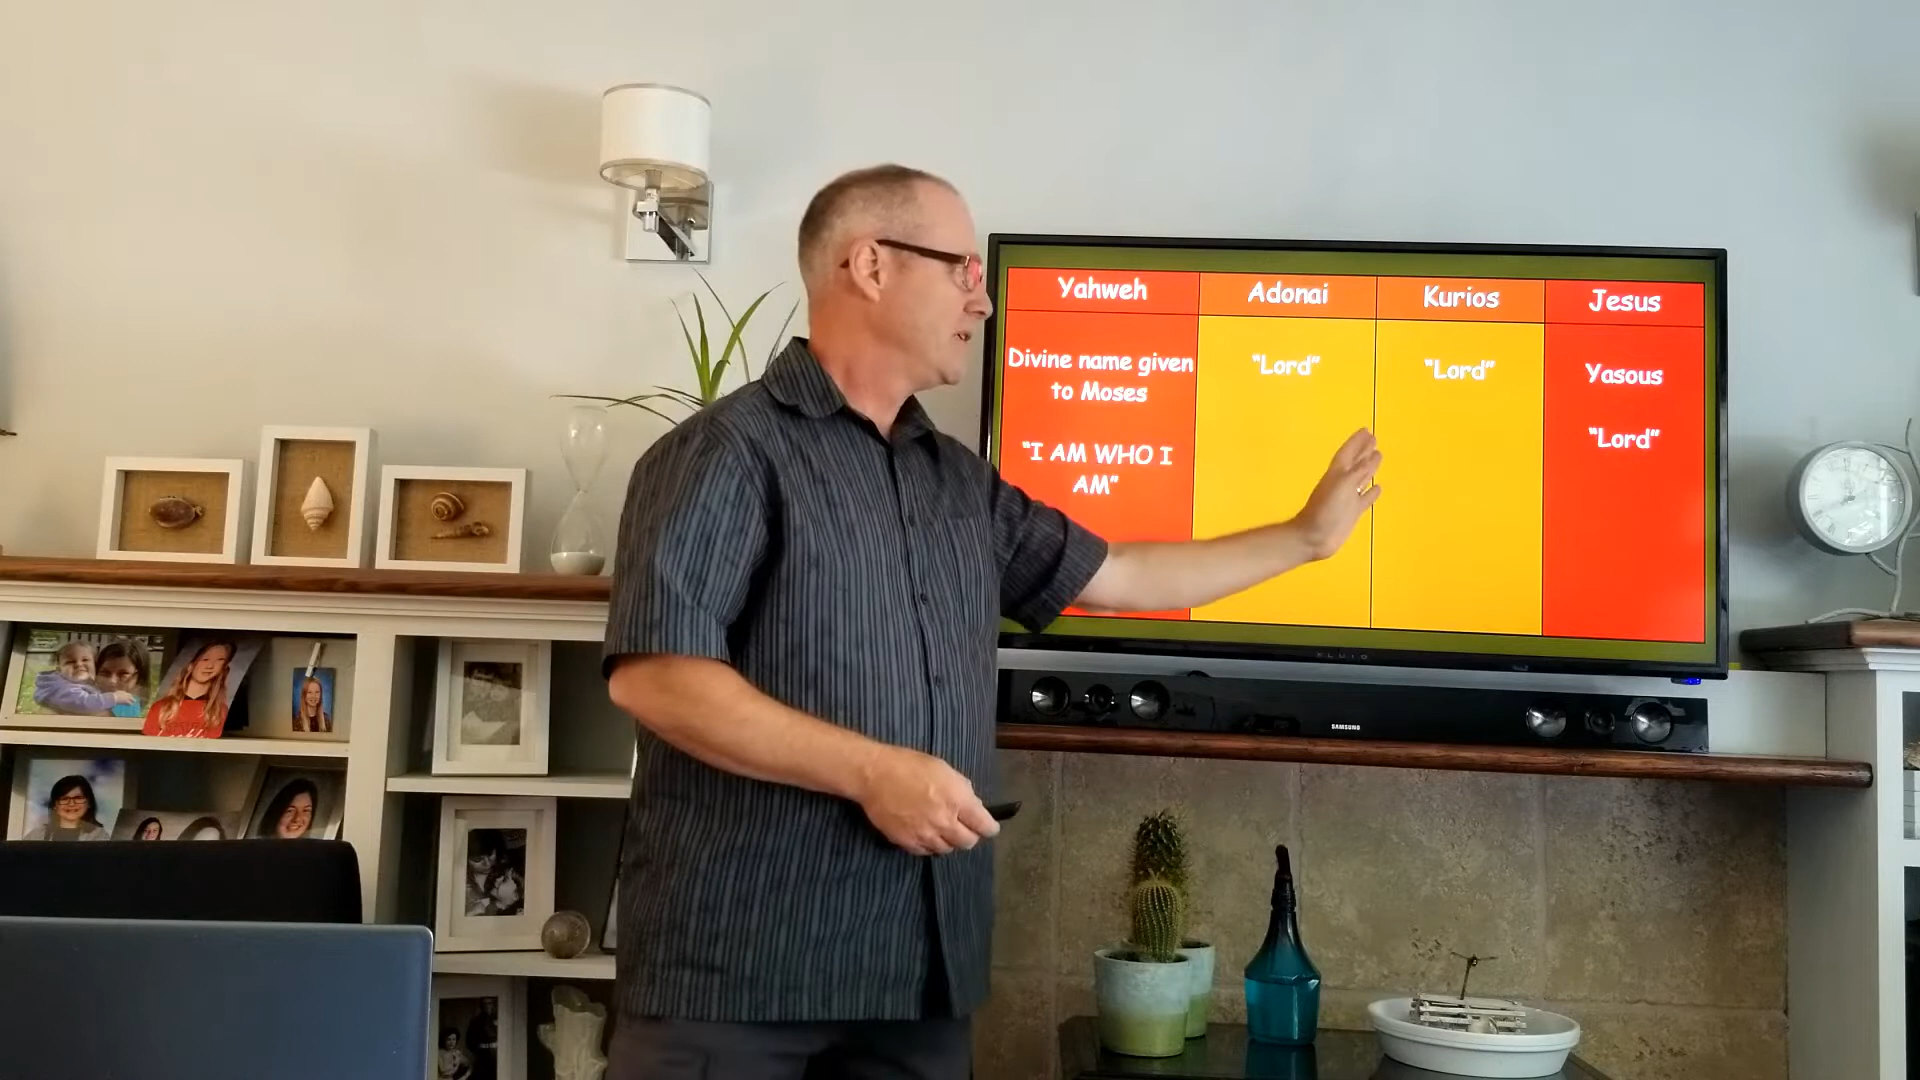 Yahweh
Adonai
Kurios
Jesus
Divine name given
to Moses
"I AM WHO I
AM"
"Lord"
"Lord"
Yasous
"Lord"
SAMSUNG